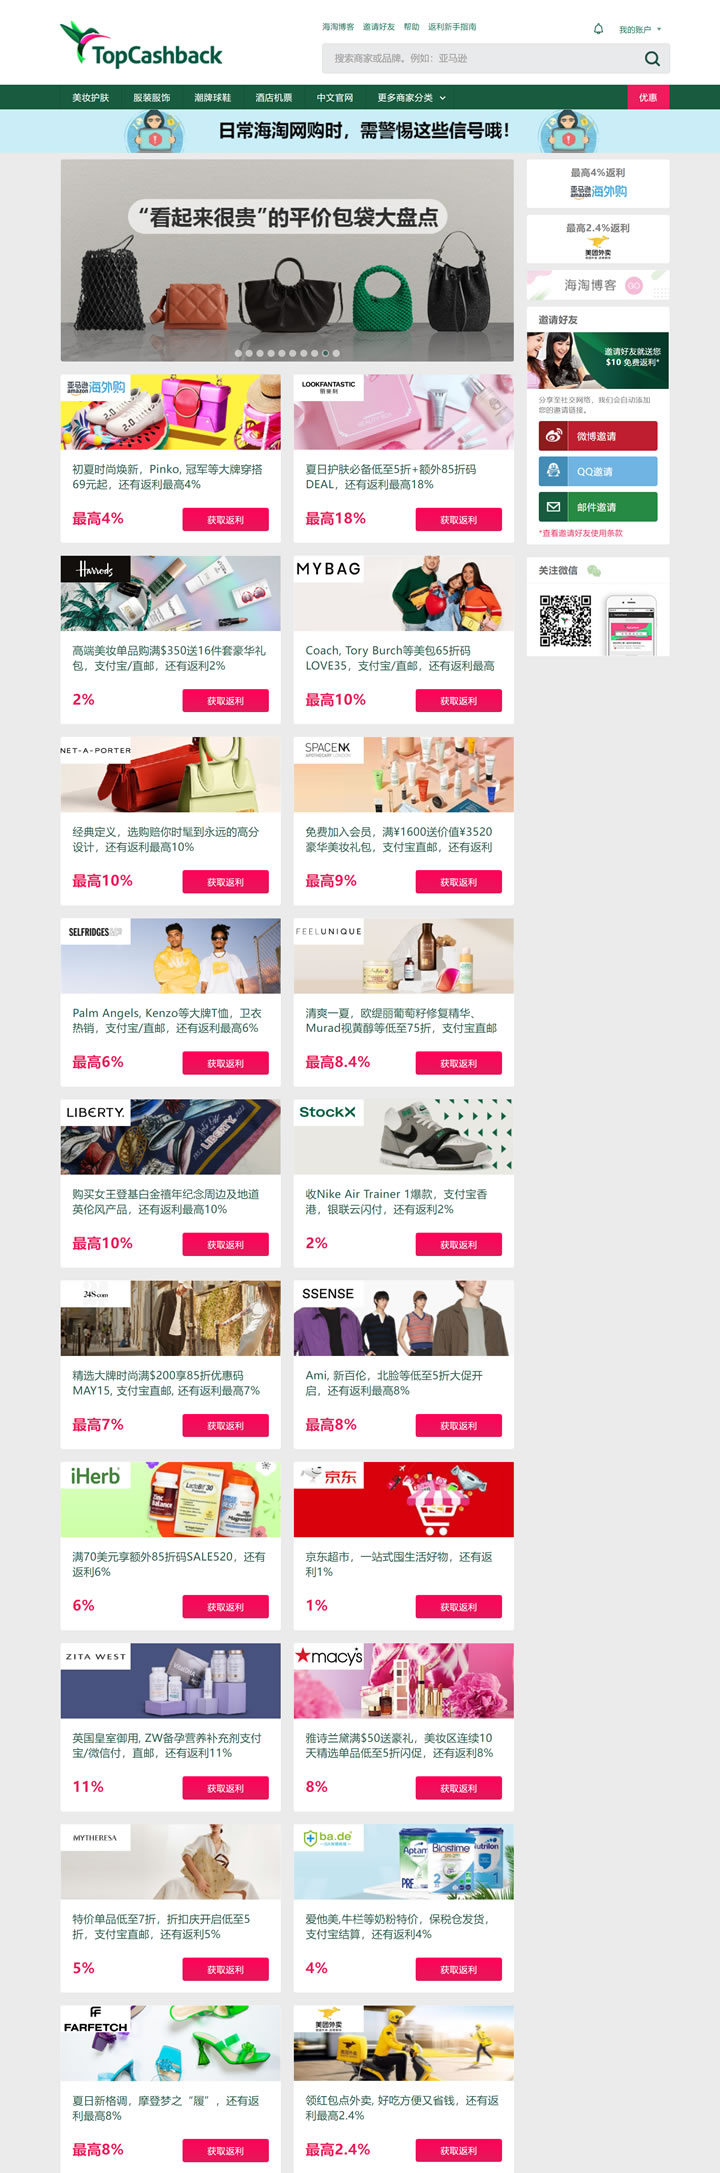 海淘博客 邀请好友 帮助 返利新手指南
我的账户
TopCashback
搜索商家或品牌。例如：亚马逊
美妆护肤 服装服饰 潮牌球鞋 酒店机票 中文官网 更多商家分类 优惠
日常海淘网购时，需警惕这些信号哦！
“看起来很贵”的平价包袋大盘点
最高4%返利
亚马逊
amazon 海外购
最高2.4%返利
美团外卖
海淘博客 GO
邀请好友
邀请好友就送您
$10 免费返利*
分享至社交网络，我们会自动添加
您的邀请链接。
微博邀请
QQ邀请
邮件邀请
*查看邀请好友使用条款
关注微信
亚马逊
amazon 海外购
初夏时尚焕新，Pinko, 冠军等大牌穿搭
69元起，还有返利最高4%
最高4% 获取返利
LOOKFANTASTIC
夏日护肤必备低至5折+额外85折码
DEAL，还有返利最高18%
最高18% 获取返利
Harrods
高端美妆单品购满$350送16件套豪华礼
包，支付宝/直邮，还有返利2%
2% 获取返利
MYBAG
Coach, Tory Burch等美包65折码
LOVE35，支付宝/直邮，还有返利最高
最高10% 获取返利
NET-A-PORTER
经典定义，选购赔你时髦到永远的高分
设计，还有返利最高10%
最高10% 获取返利
SPACENK
APOTHECARY LONDON
免费加入会员，满¥1600送价值¥3520
豪华美妆礼包，支付宝直邮，还有返利
最高9% 获取返利
SELFRIDGES
Palm Angels, Kenzo等大牌T恤，卫衣
热销，支付宝/直邮，还有返利最高6%
最高6% 获取返利
FEELUNIQUE
清爽一夏，欧缇丽葡萄籽修复精华、
Murad视黄醇等低至75折，支付宝直邮
最高8.4% 获取返利
LIBERTY.
购买女王登基白金禧年纪念周边及地道
英伦风产品，还有返利最高10%
最高10% 获取返利
StockX
收Nike Air Trainer 1爆款，支付宝香
港，银联云闪付，还有返利2%
2% 获取返利
24S.com
精选大牌时尚满$200享85折优惠码
MAY15, 支付宝直邮, 还有返利最高7%
最高7% 获取返利
SSENSE
Ami, 新百伦，北脸等低至5折大促开
启，还有返利最高8%
最高8% 获取返利
iHerb
满70美元享额外85折码SALE520，还有
返利6%
6% 获取返利
京东
京东超市，一站式囤生活好物，还有返
利1%
1% 获取返利
ZITA WEST
英国皇室御用, ZW备孕营养补充剂支付
宝/微信付，直邮，还有返利11%
11% 获取返利
macy's
雅诗兰黛满$50送豪礼，美妆区连续10
天精选单品低至5折闪促，还有返利8%
8% 获取返利
MYTHERESA
特价单品低至7折，折扣庆开启低至5
折，支付宝直邮，还有返利5%
5% 获取返利
ba.de
爱他美,牛栏等奶粉特价，保税仓发货，
支付宝结算，还有返利4%
4% 获取返利
FARFETCH
夏日新格调，摩登梦之“履”，还有返
利最高8%
最高8% 获取返利
美团外卖
领红包点外卖, 好吃方便又省钱，还有返
利最高2.4%
最高2.4% 获取返利